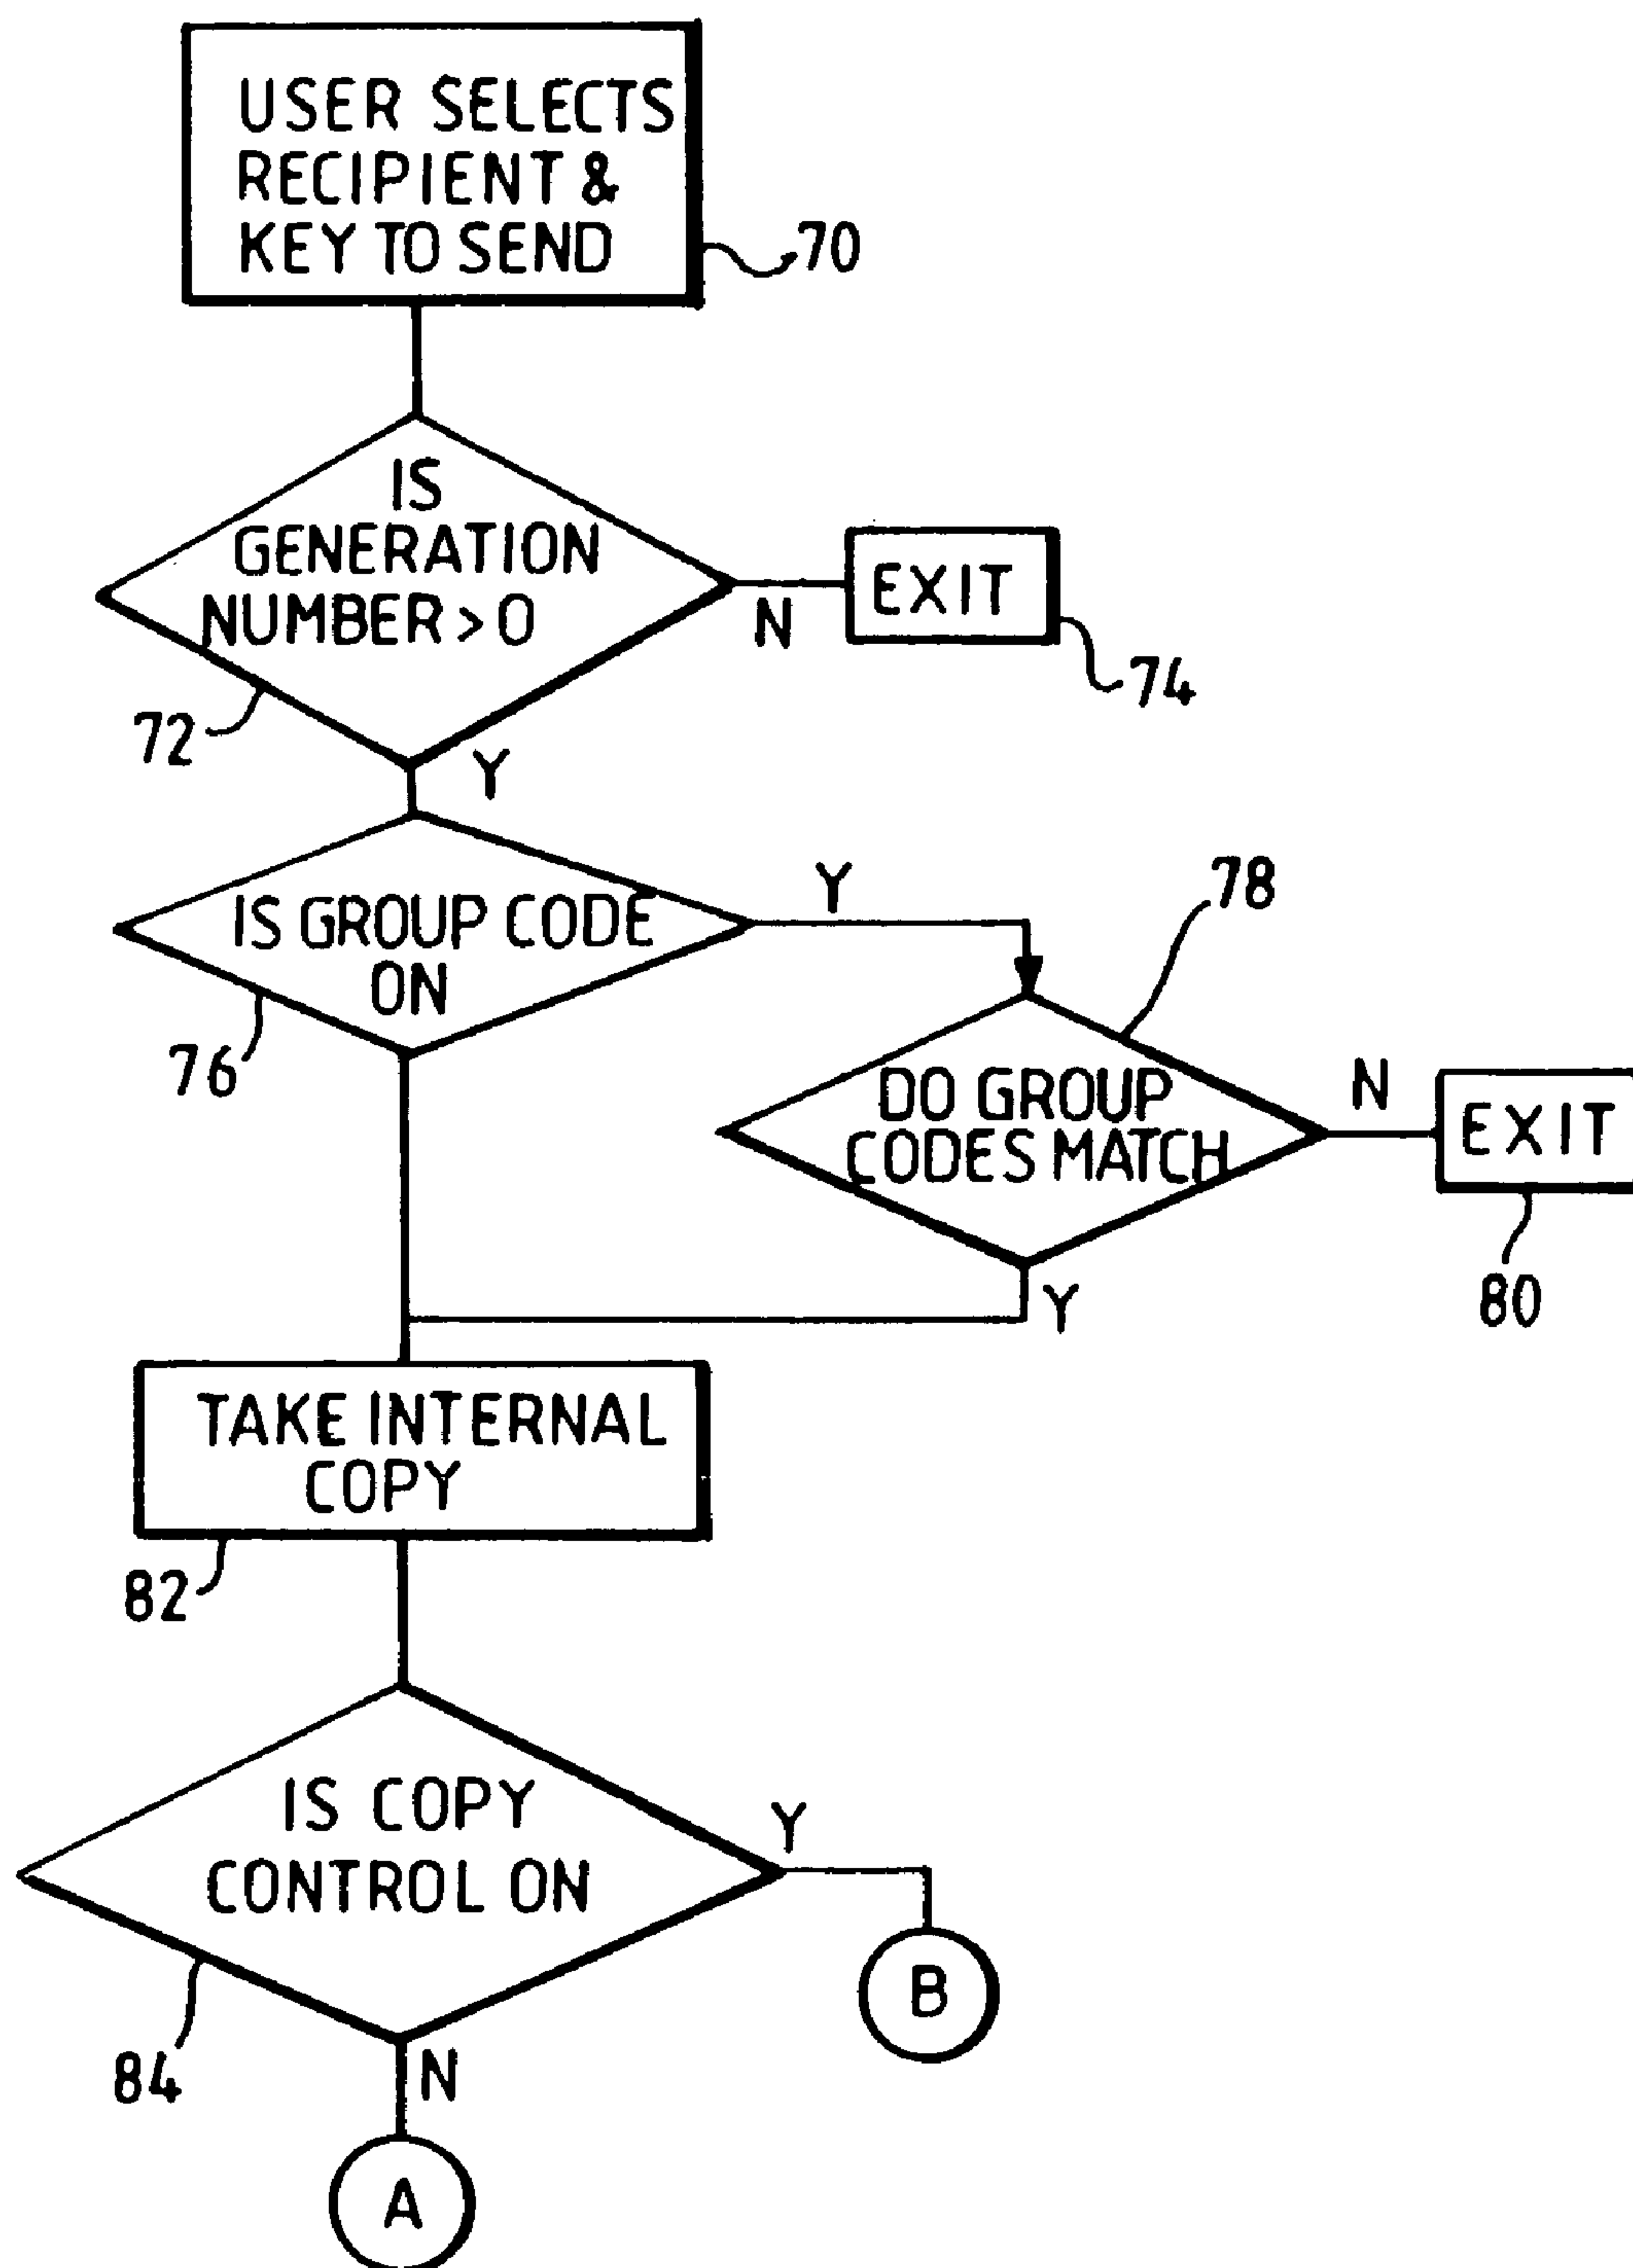 USER SELECTS
RECIPIENT &
KEY TO SEND
70
IS
GENERATION
NUMBER > 0
N
EXIT
74
72
Y
IS GROUP CODE
ON
Y
76
78
DO GROUP
CODES MATCH
N
EXIT
80
Y
TAKE INTERNAL
COPY
82
IS COPY
CONTROL ON
Y
B
84
N
A